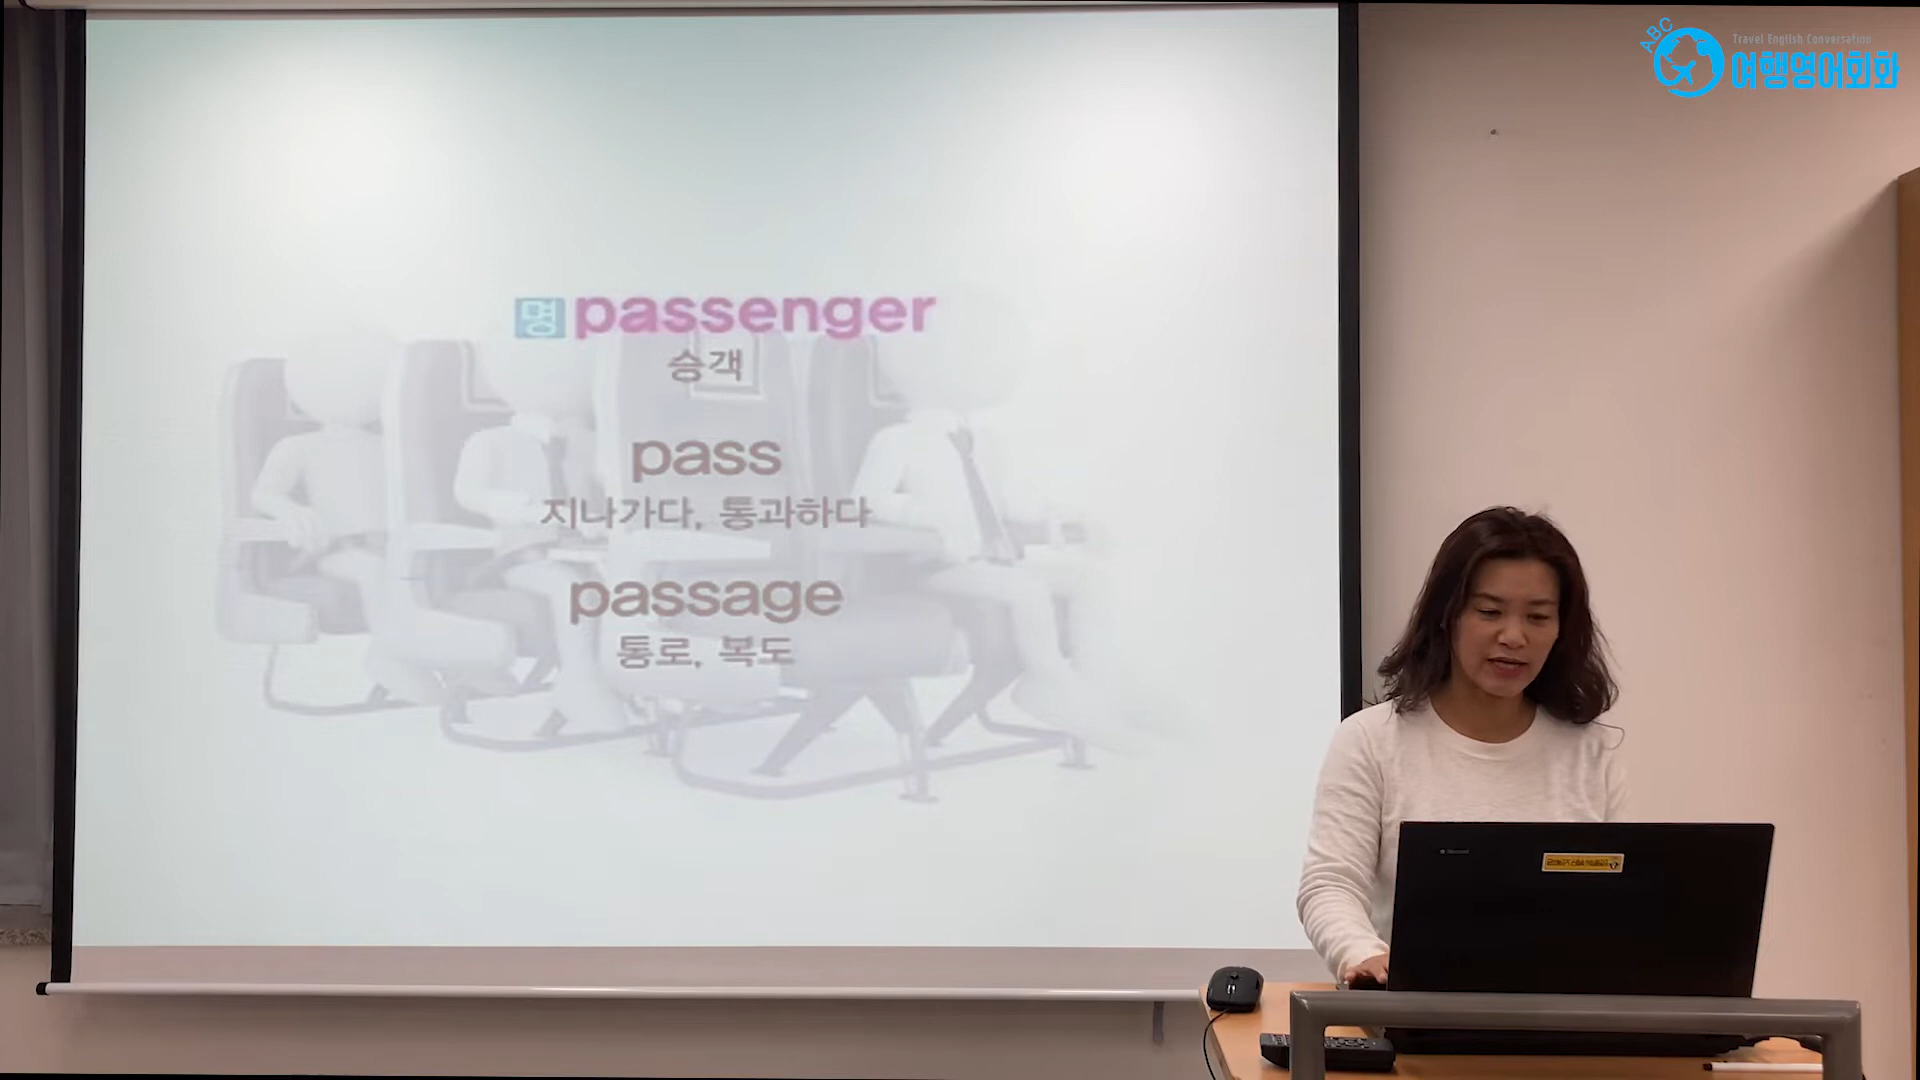 ABC
Travel English Conversation
여행영어회화
명 passenger
승객
pass
지나가다, 통과하다
passage
통로, 복도